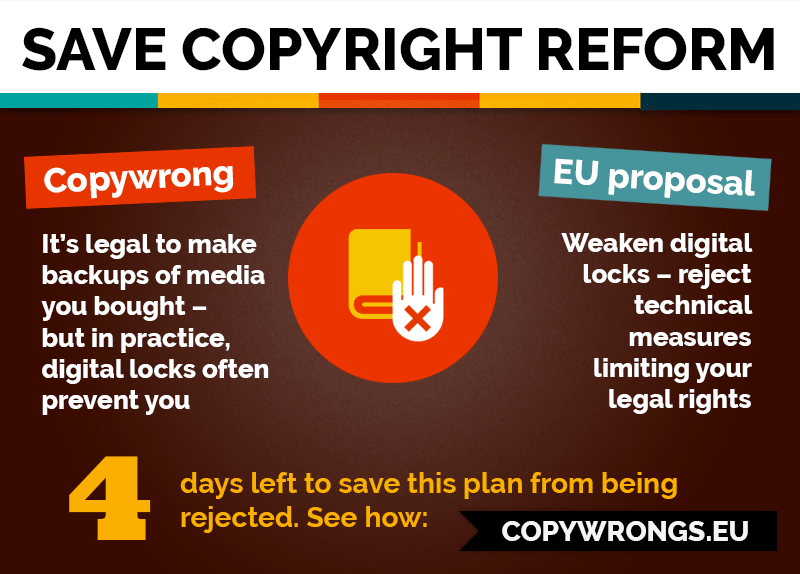 SAVE COPYRIGHT REFORM
Copywrong
It's legal to make
backups of media
you bought –
but in practice,
digital locks often
prevent you
EU proposal
Weaken digital
locks – reject
technical
measures
limiting your
legal rights
4
days left to save this plan from being
rejected. See how:
COPYWRONGS.EU